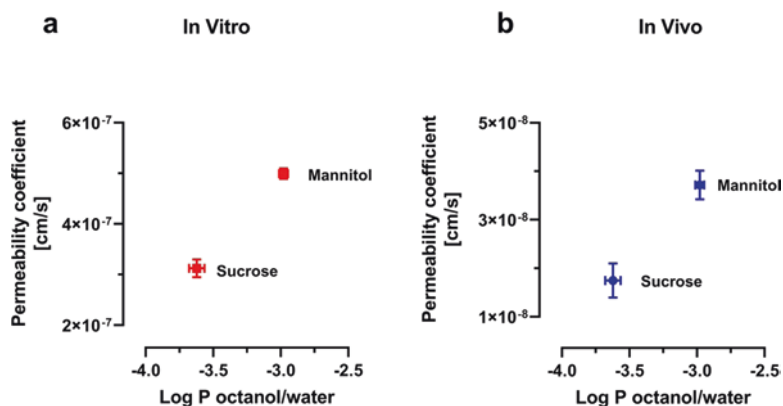 a
In Vitro
Permeability coefficient
[cm/s]
6×10⁻⁷
4×10⁻⁷
2×10⁻⁷
Mannitol
Sucrose
-4.0 -3.5 -3.0 -2.5
Log P octanol/water
b
In Vivo
Permeability coefficient
[cm/s]
5×10⁻⁸
3×10⁻⁸
1×10⁻⁸
Mannitol
Sucrose
-4.0 -3.5 -3.0 -2.5
Log P octanol/water